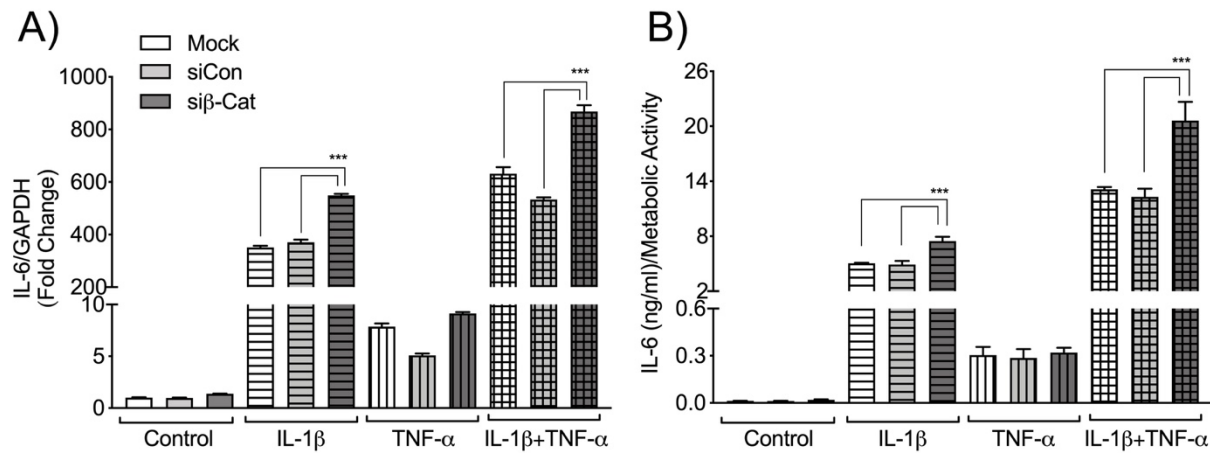 A)
Mock
siCon
siβ-Cat
IL-6/GAPDH
(Fold Change)
1000
800
600
400
200
10
5
0
***
***
Control
IL-1β
TNF-α
IL-1β+TNF-α
B)
IL-6 (ng/ml)/Metabolic Activity
26
20
14
8
2
0.6
0.3
0.0
***
***
Control
IL-1β
TNF-α
IL-1β+TNF-α